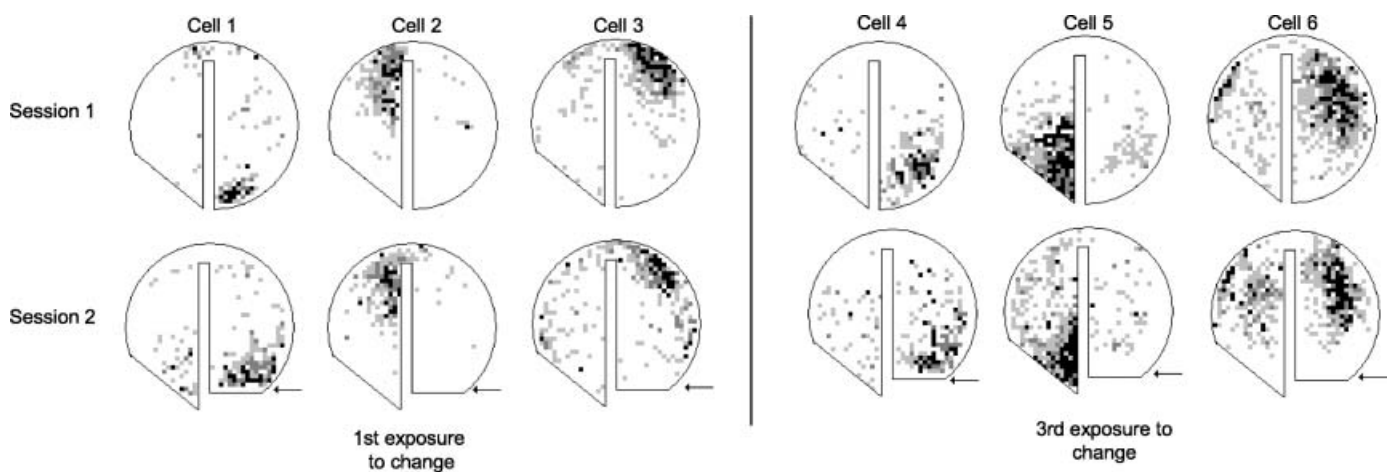 Cell 1
Cell 2
Cell 3
Cell 4
Cell 5
Cell 6
Session 1
Session 2
1st exposure
to change
3rd exposure to
change